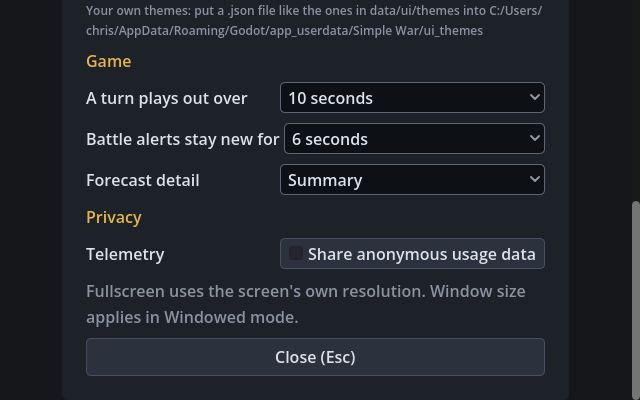 Your own themes: put a .json file like the ones in data/ui/themes into C:/Users/
chris/AppData/Roaming/Godot/app_userdata/Simple War/ui_themes
Game
A turn plays out over 10 seconds
Battle alerts stay new for 6 seconds
Forecast detail Summary
Privacy
Telemetry Share anonymous usage data
Fullscreen uses the screen's own resolution. Window size
applies in Windowed mode.
Close (Esc)